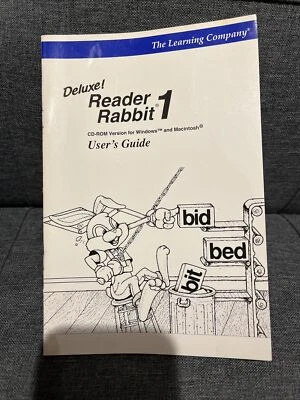 The Learning Company®
Deluxe!
Reader
Rabbit® 1
CD-ROM Version for Windows™ and Macintosh®
User's Guide
bid
bed
bit